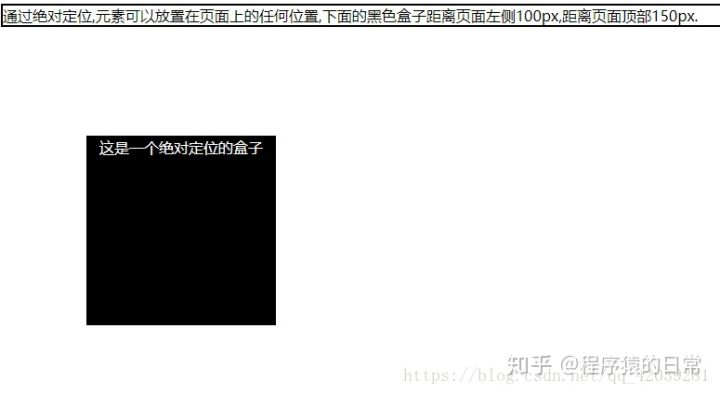 通过绝对定位,元素可以放置在页面上的任何位置,下面的黑色盒子距离页面左侧100px,距离页面顶部150px.
这是一个绝对定位的盒子
知乎 @程序猿的日常
https://blog.csdn.net/qq_42059281